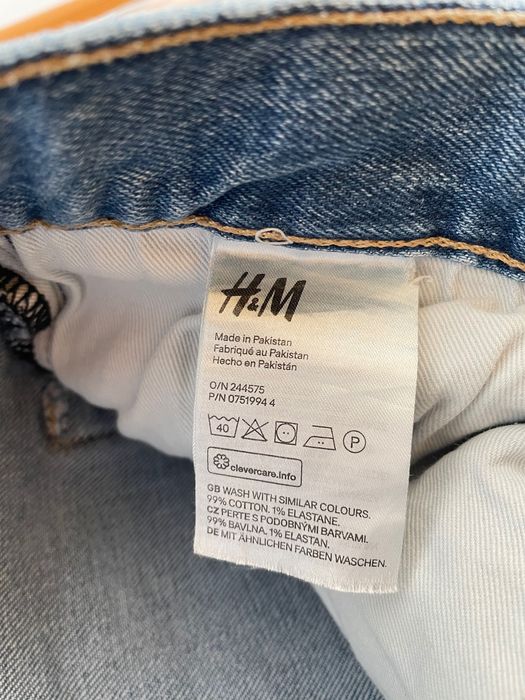 H&M
Made in Pakistan
Fabriqué au Pakistan
Hecho en Pakistán
O/N 244575
P/N 0751994 4
40 P
clevercare.info
GB WASH WITH SIMILAR COLOURS.
99% COTTON. 1% ELASTANE.
CZ PERTE S PODOBNÝMI BARVAMI.
99% BAVLNA. 1% ELASTAN.
DE MIT ÄHNLICHEN FARBEN WASCHEN.